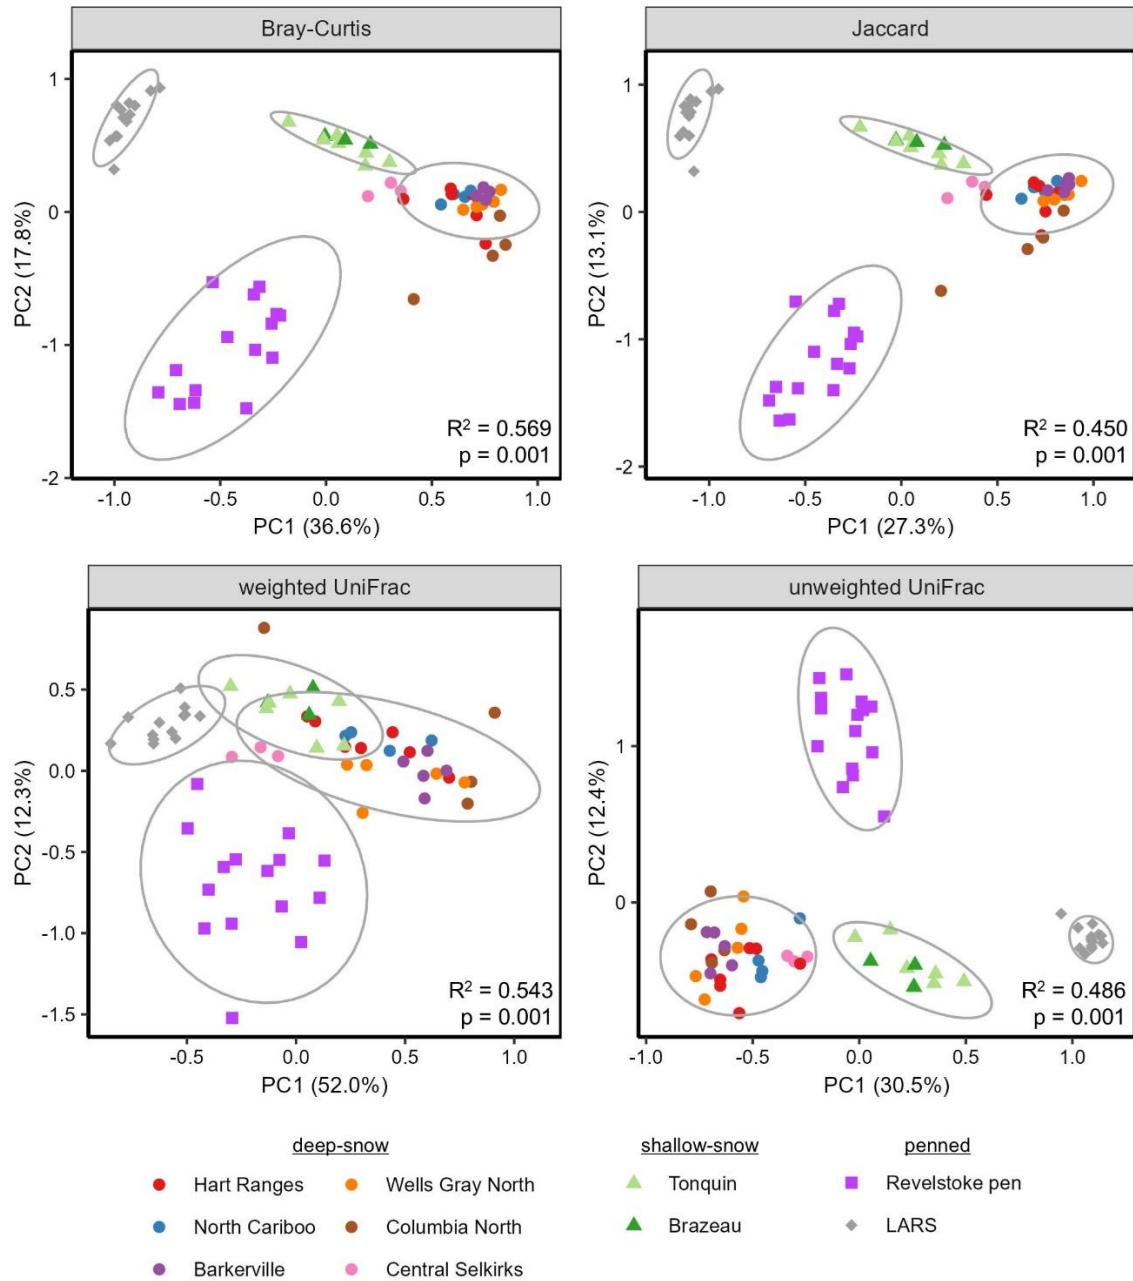 Bray-Curtis
Jaccard
1
0
-1
-2
PC2 (17.8%)
-1.0 -0.5 0.0 0.5 1.0
PC1 (36.6%)
R² = 0.569
p = 0.001
1
0
-1
-2
PC2 (13.1%)
-1.0 -0.5 0.0 0.5 1.0
PC1 (27.3%)
R² = 0.450
p = 0.001
weighted UniFrac
unweighted UniFrac
0.5
0.0
-0.5
-1.0
-1.5
PC2 (12.3%)
-0.5 0.0 0.5 1.0
PC1 (52.0%)
R² = 0.543
p = 0.001
1
0
PC2 (12.4%)
-1.0 -0.5 0.0 0.5 1.0
PC1 (30.5%)
R² = 0.486
p = 0.001
deep-snow shallow-snow penned
Hart Ranges Wells Gray North Tonquin Revelstoke pen
North Cariboo Columbia North Brazeau LARS
Barkerville Central Selkirks